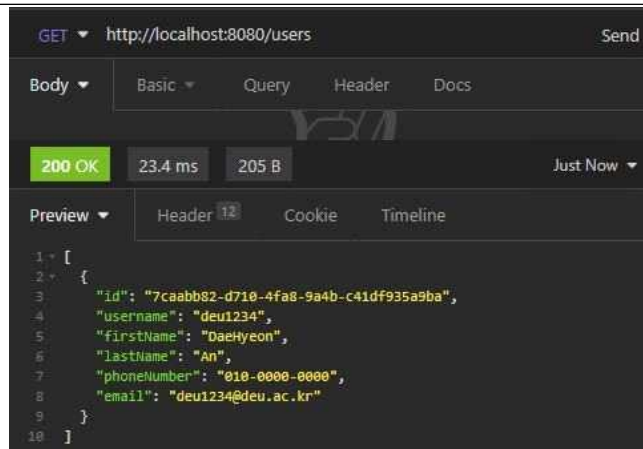 GET http://localhost:8080/users Send
Body Basic Query Header Docs
200 OK 23.4 ms 205 B Just Now
Preview Header 12 Cookie Timeline
1 [
2 {
3 "id": "7caabb82-d710-4fa8-9a4b-c41df935a9ba",
4 "username": "deu1234",
5 "firstName": "DaeHyeon",
6 "lastName": "An",
7 "phoneNumber": "010-0000-0000",
8 "email": "deu1234@deu.ac.kr"
9 }
10 ]